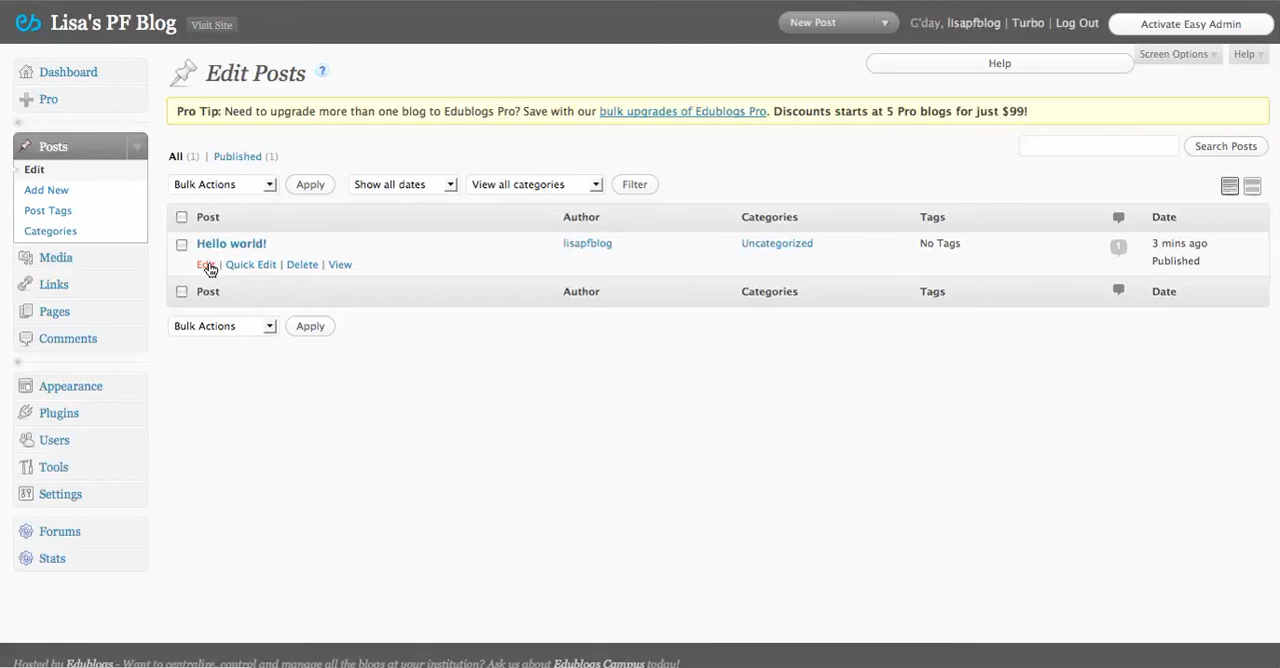 Lisa's PF Blog Visit Site New Post G'day, lisapfblog | Turbo | Log Out Activate Easy Admin
Dashboard
Pro
Posts
Edit
Add New
Post Tags
Categories
Media
Links
Pages
Comments
Appearance
Plugins
Users
Tools
Settings
Forums
Stats
Edit Posts ? Help Screen Options Help
Pro Tip: Need to upgrade more than one blog to Edublogs Pro? Save with our bulk upgrades of Edublogs Pro. Discounts starts at 5 Pro blogs for just $99!
All (1) | Published (1) Search Posts
Bulk Actions Apply Show all dates View all categories Filter
Post Author Categories Tags Date
Hello world! lisapfblog Uncategorized No Tags 1 3 mins ago
Edit | Quick Edit | Delete | View Published
Post Author Categories Tags Date
Bulk Actions Apply
Hosted by Edublogs - Want to centralize, control and manage all the blogs at your institution? Ask us about Edublogs Campus today!